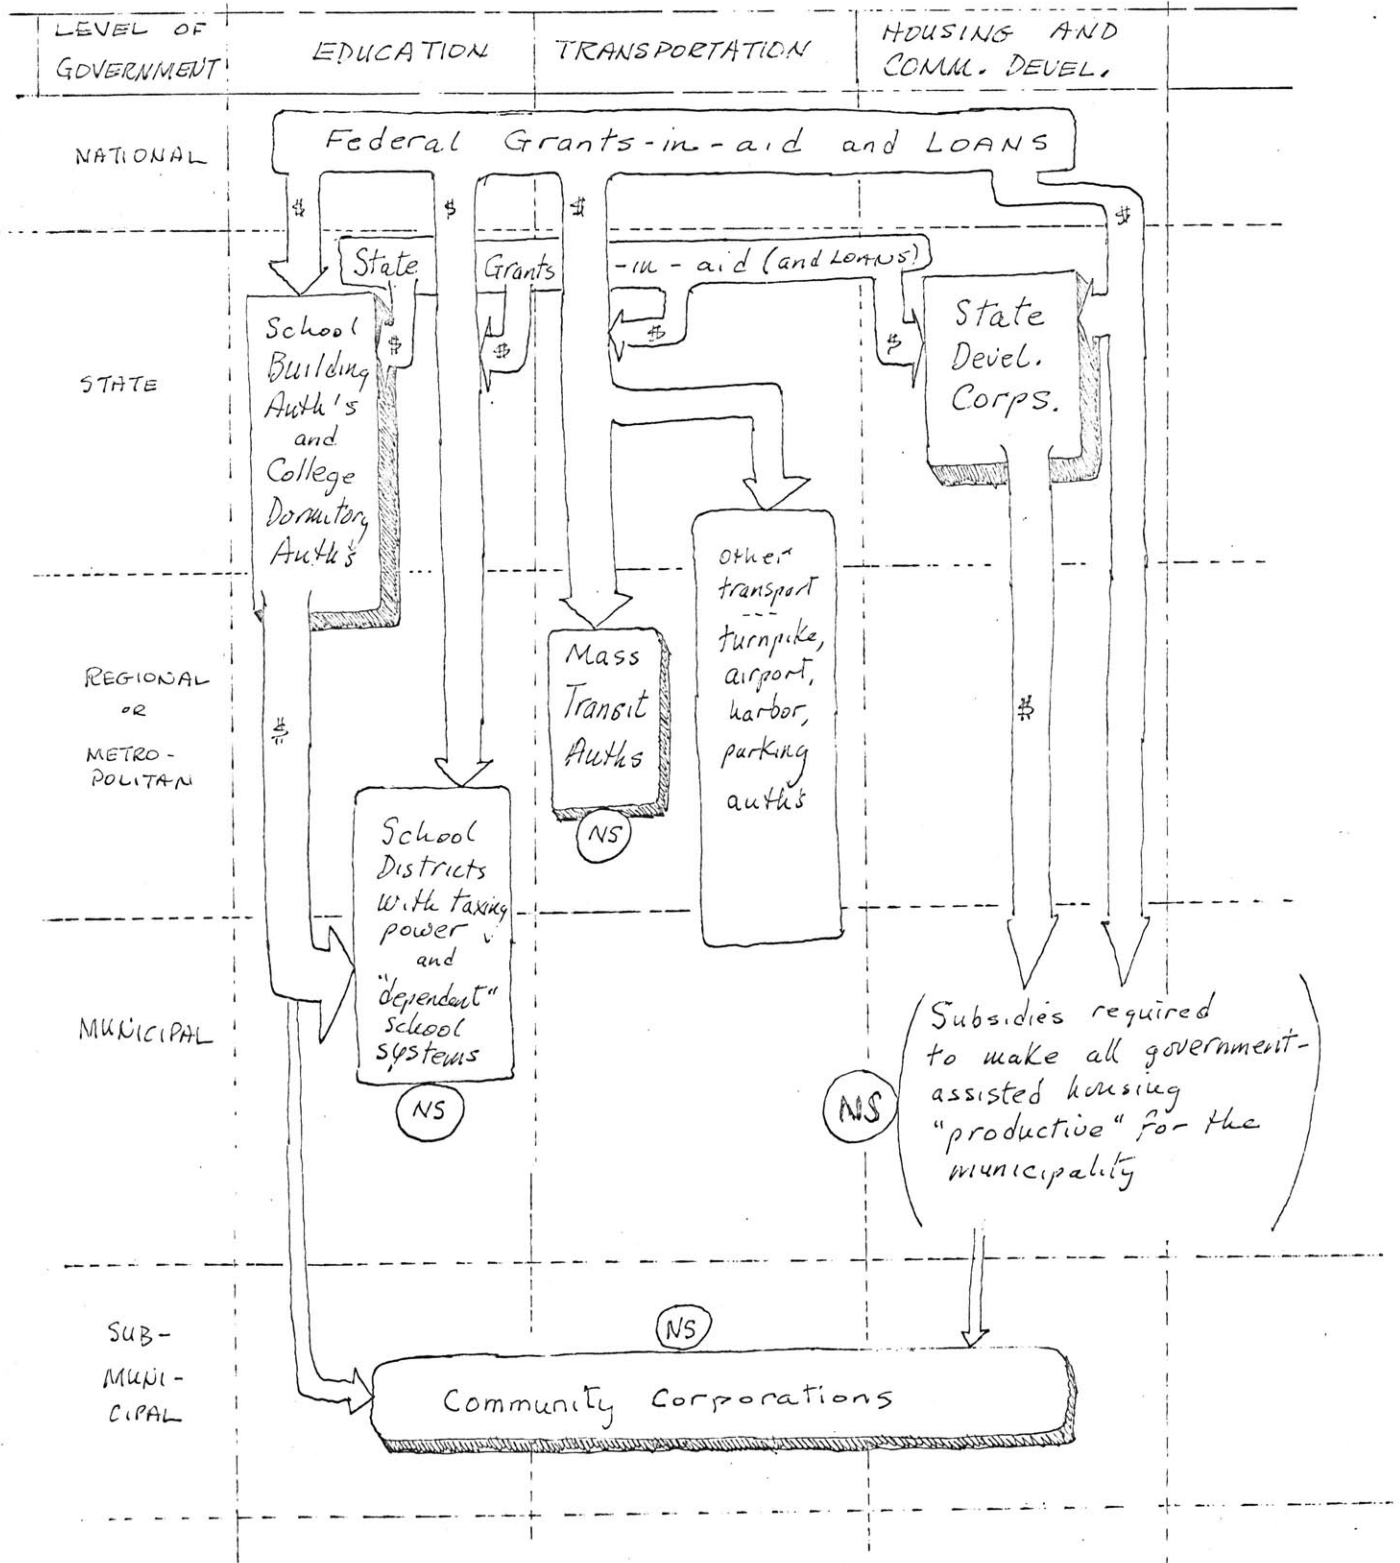 LEVEL OF
GOVERNMENT
EDUCATION
TRANSPORTATION
HOUSING AND
COMM. DEVEL.
NATIONAL
Federal Grants-in-aid and LOANS
$
$
$
$
State Grants -in-aid (and LOANS)
STATE
School
Building
Auth's
and
College
Dormitory
Auth's
$
$
$
$
State
Devel.
Corps.
REGIONAL
OR
METRO-
POLITAN
$
Mass
Transit
Auths
NS
Other
transport
---
turnpike,
airport,
harbor,
parking
auth's
$
School
Districts
with taxing
power
and
"dependent"
school
systems
NS
MUNICIPAL
NS
Subsidies required
to make all government-
assisted housing
"productive" for the
municipality
SUB-
MUNI-
CIPAL
NS
Community Corporations